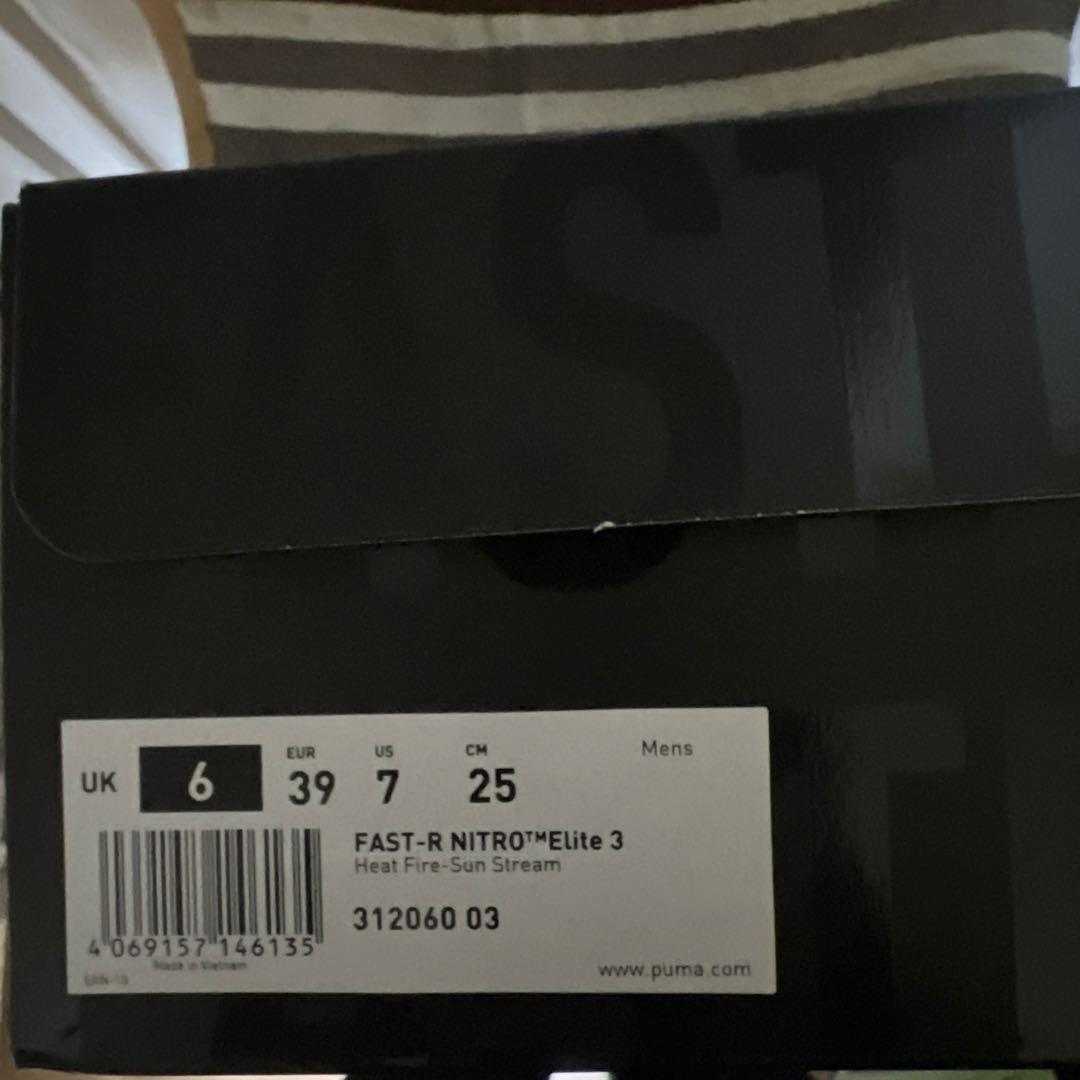 ST
UK 6 EUR 39 US 7 CM 25 Mens
FAST-R NITRO™Elite 3
Heat Fire-Sun Stream
312060 03
4 069157 146135
Made in Vietnam
www.puma.com